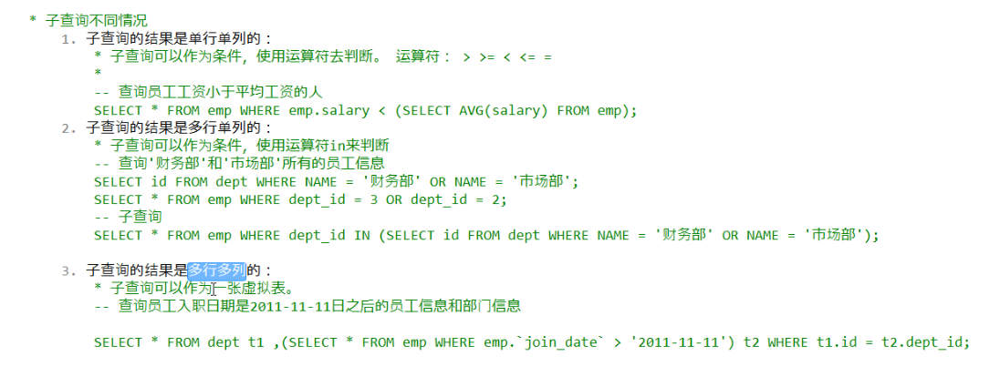 * 子查询不同情况
1. 子查询的结果是单行单列的：
* 子查询可以作为条件，使用运算符去判断。 运算符： > >= < <= =
*
-- 查询员工工资小于平均工资的人
SELECT * FROM emp WHERE emp.salary < (SELECT AVG(salary) FROM emp);
2. 子查询的结果是多行单列的：
* 子查询可以作为条件，使用运算符in来判断
-- 查询'财务部'和'市场部'所有的员工信息
SELECT id FROM dept WHERE NAME = '财务部' OR NAME = '市场部';
SELECT * FROM emp WHERE dept_id = 3 OR dept_id = 2;
-- 子查询
SELECT * FROM emp WHERE dept_id IN (SELECT id FROM dept WHERE NAME = '财务部' OR NAME = '市场部');
3. 子查询的结果是多行多列的：
* 子查询可以作为一张虚拟表。
-- 查询员工入职日期是2011-11-11日之后的员工信息和部门信息
SELECT * FROM dept t1 ,(SELECT * FROM emp WHERE emp.`join_date` > '2011-11-11') t2 WHERE t1.id = t2.dept_id;